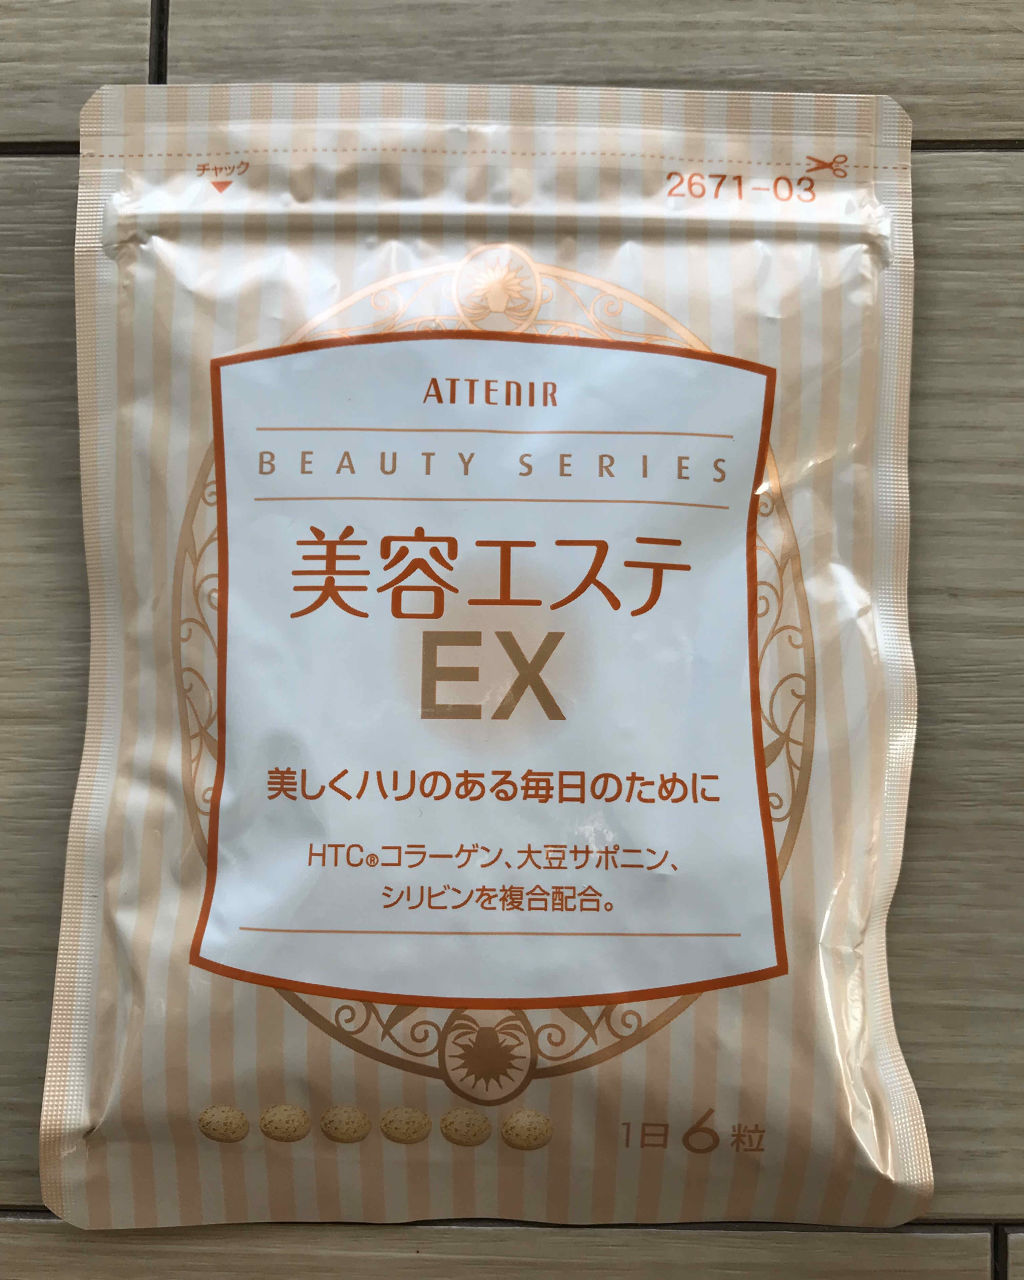 チャック
2671-03
ATTENIR
BEAUTY SERIES
美容エステ
EX
美しくハリのある毎日のために
HTC®コラーゲン、大豆サポニン、
シリビンを複合配合。
1日6粒